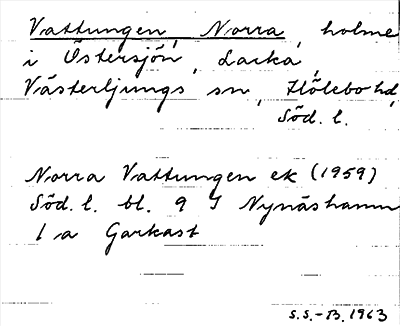 Vattungen, Norra, holme
i Östersjön, Lacka,
Västerljungs sn, Hölebo hd,
Söd. l.
Norra Vattungen ek (1959)
Söd. l. bl. 9 I Nynäshamn
1 a Garkast
S.S.-B. 1963